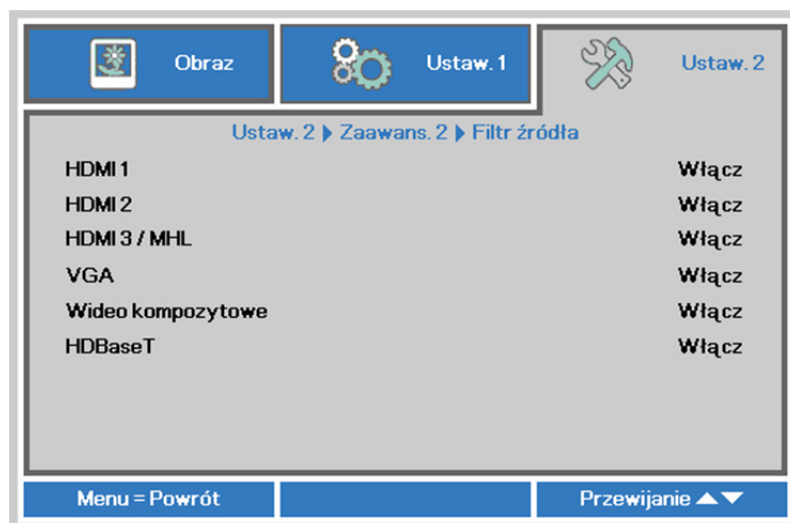 Obraz
Ustaw. 1
Ustaw. 2
Ustaw. 2 ▶ Zaawans. 2 ▶ Filtr źródła
HDMI 1 Włącz
HDMI 2 Włącz
HDMI 3 / MHL Włącz
VGA Włącz
Wideo kompozytowe Włącz
HDBaseT Włącz
Menu = Powrót
Przewijanie ▲▼